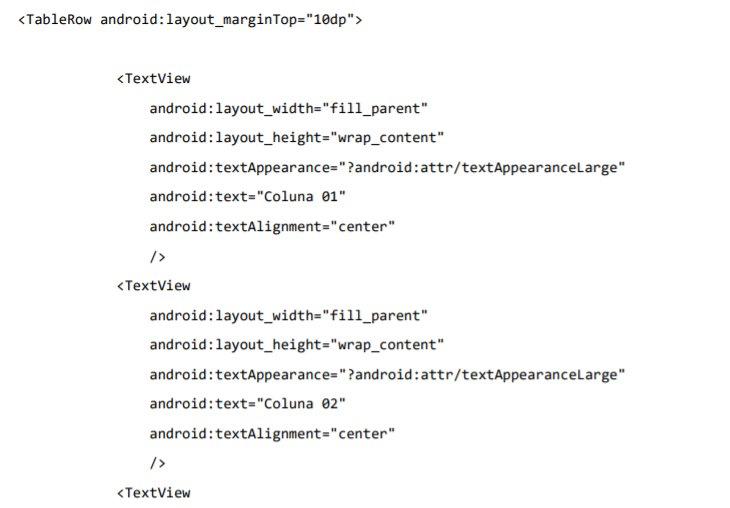 <TableRow android:layout_marginTop="10dp">
<TextView
android:layout_width="fill_parent"
android:layout_height="wrap_content"
android:textAppearance="?android:attr/textAppearanceLarge"
android:text="Coluna 01"
android:textAlignment="center"
/>
<TextView
android:layout_width="fill_parent"
android:layout_height="wrap_content"
android:textAppearance="?android:attr/textAppearanceLarge"
android:text="Coluna 02"
android:textAlignment="center"
/>
<TextView